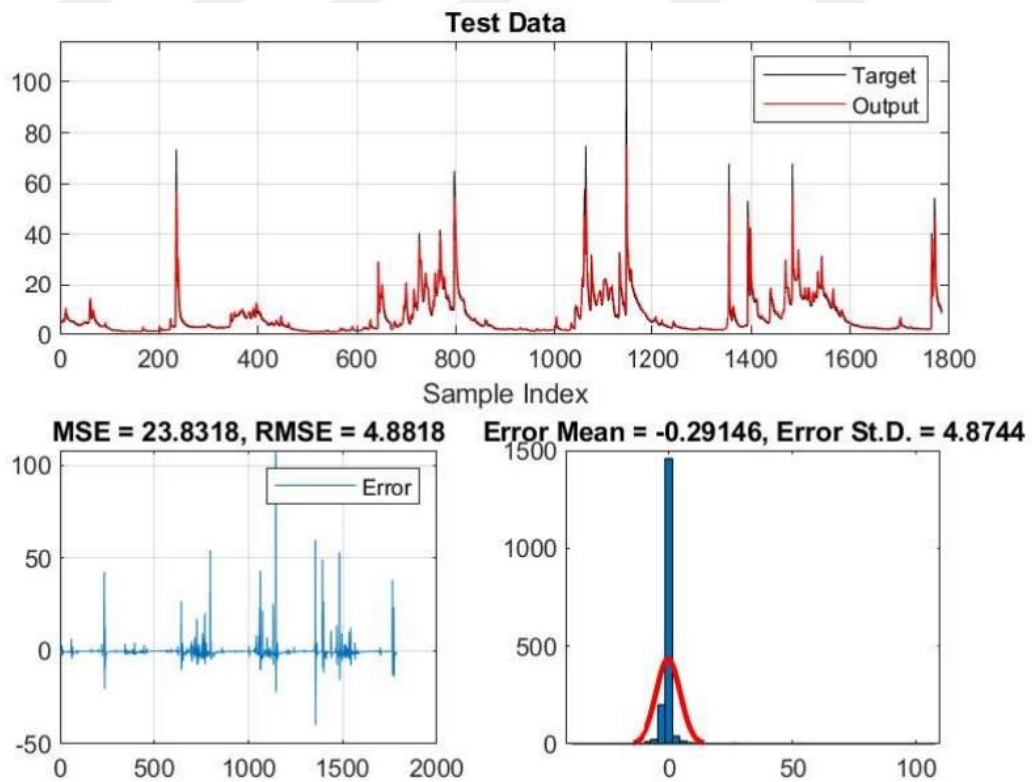 Test Data
100
80
60
40
20
0
Target
Output
0 200 400 600 800 1000 1200 1400 1600 1800
Sample Index
MSE = 23.8318, RMSE = 4.8818
100
50
0
-50
Error
0 500 1000 1500 2000
Error Mean = -0.29146, Error St.D. = 4.8744
1500
1000
500
0
0 50 100